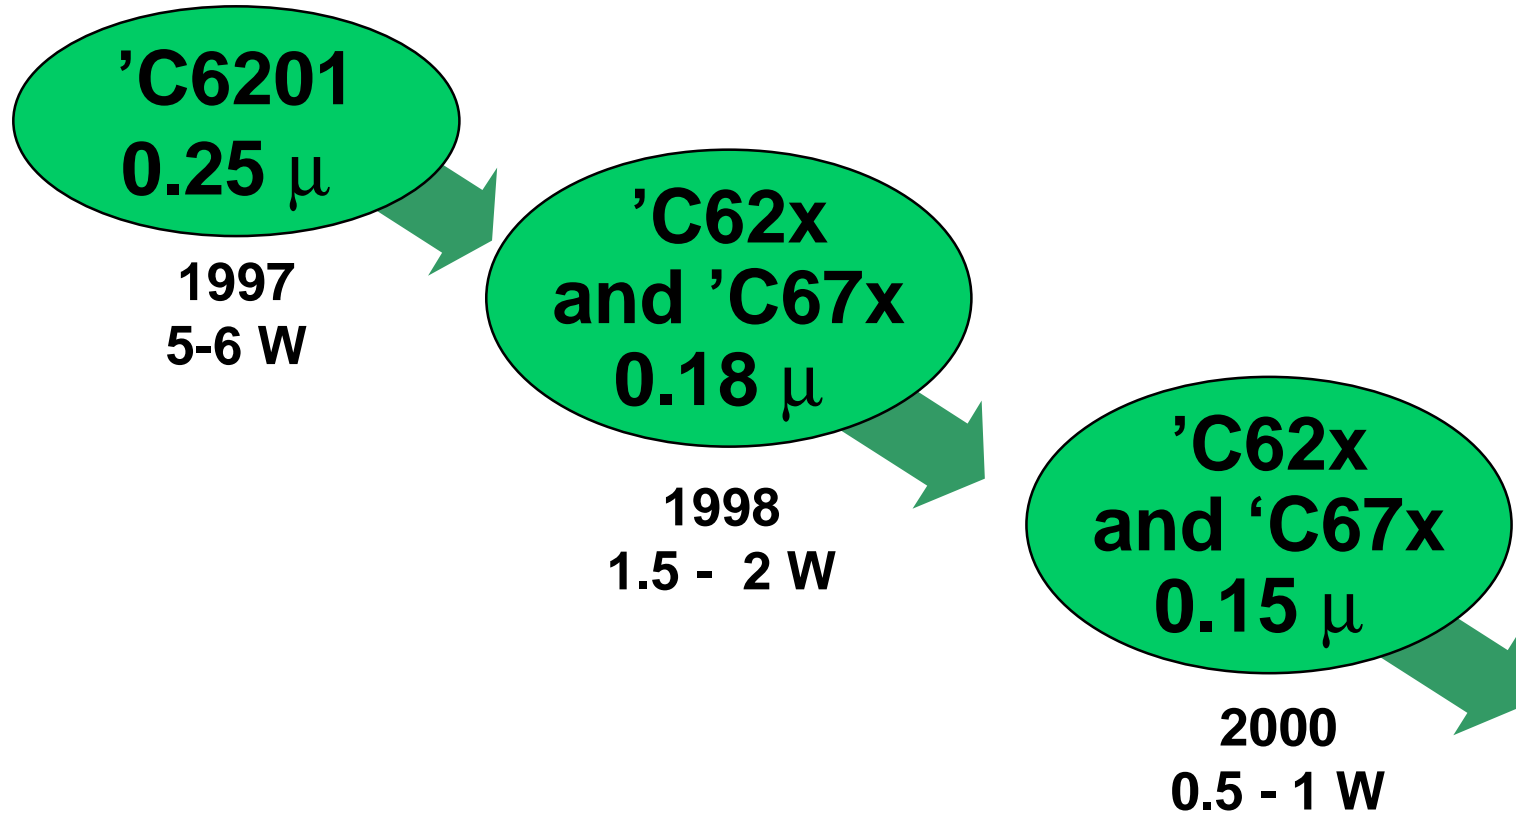 ’C6201
0.25 μ
1997
5-6 W
’C62x
and ’C67x
0.18 μ
1998
1.5 - 2 W
’C62x
and ‘C67x
0.15 μ
2000
0.5 - 1 W